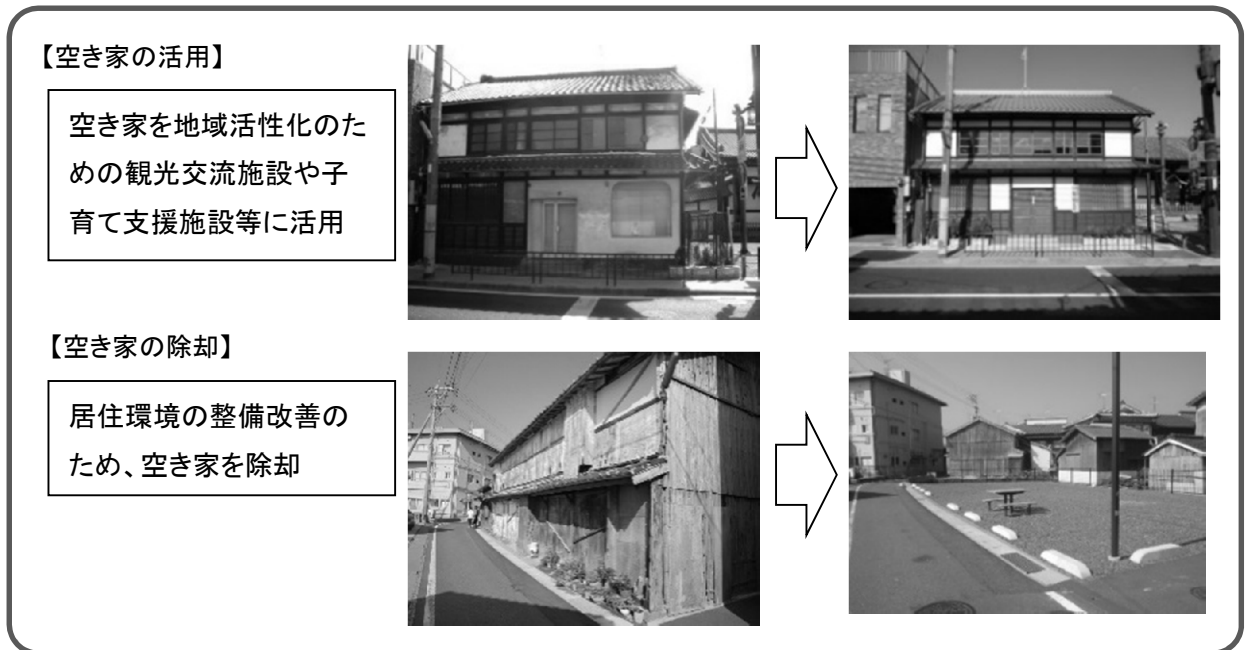 【空き家の活用】
空き家を地域活性化のた
めの観光交流施設や子
育て支援施設等に活用
【空き家の除却】
居住環境の整備改善の
ため、空き家を除却